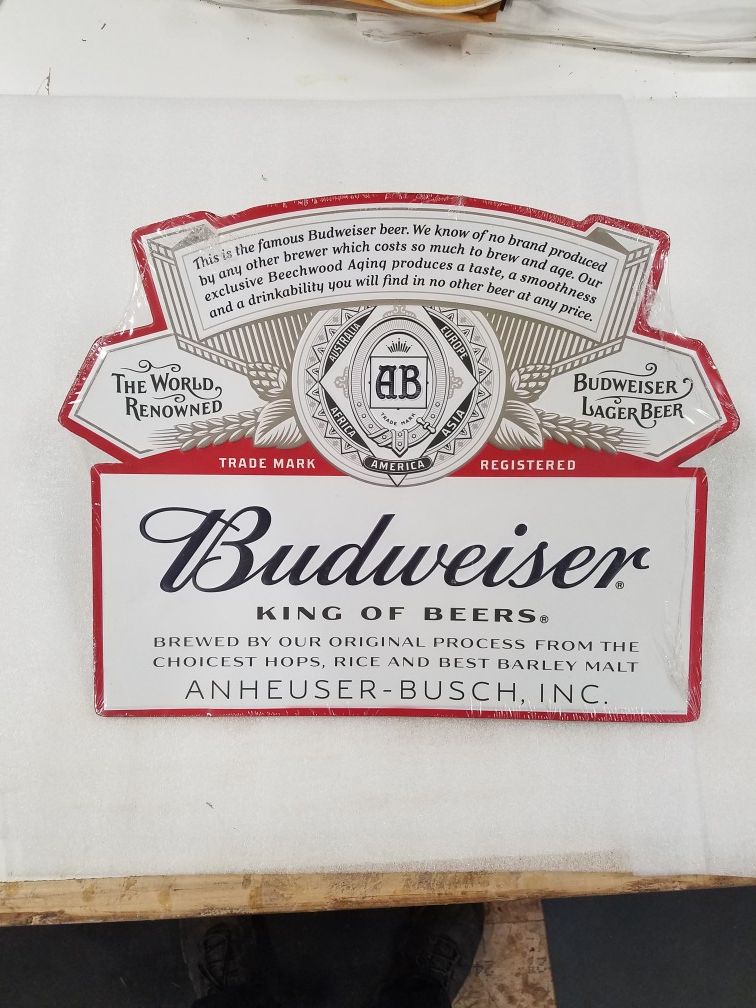 This is the famous Budweiser beer. We know of no brand produced
by any other brewer which costs so much to brew and age. Our
exclusive Beechwood Aging produces a taste, a smoothness
and a drinkability you will find in no other beer at any price.
AUSTRALIA
EUROPE
THE WORLD
RENOWNED
AB
TRADE MARK
BUDWEISER
LAGER BEER
AFRICA
ASIA
TRADE MARK
AMERICA
REGISTERED
Budweiser®
KING OF BEERS®
BREWED BY OUR ORIGINAL PROCESS FROM THE
CHOICEST HOPS, RICE AND BEST BARLEY MALT
ANHEUSER-BUSCH, INC.